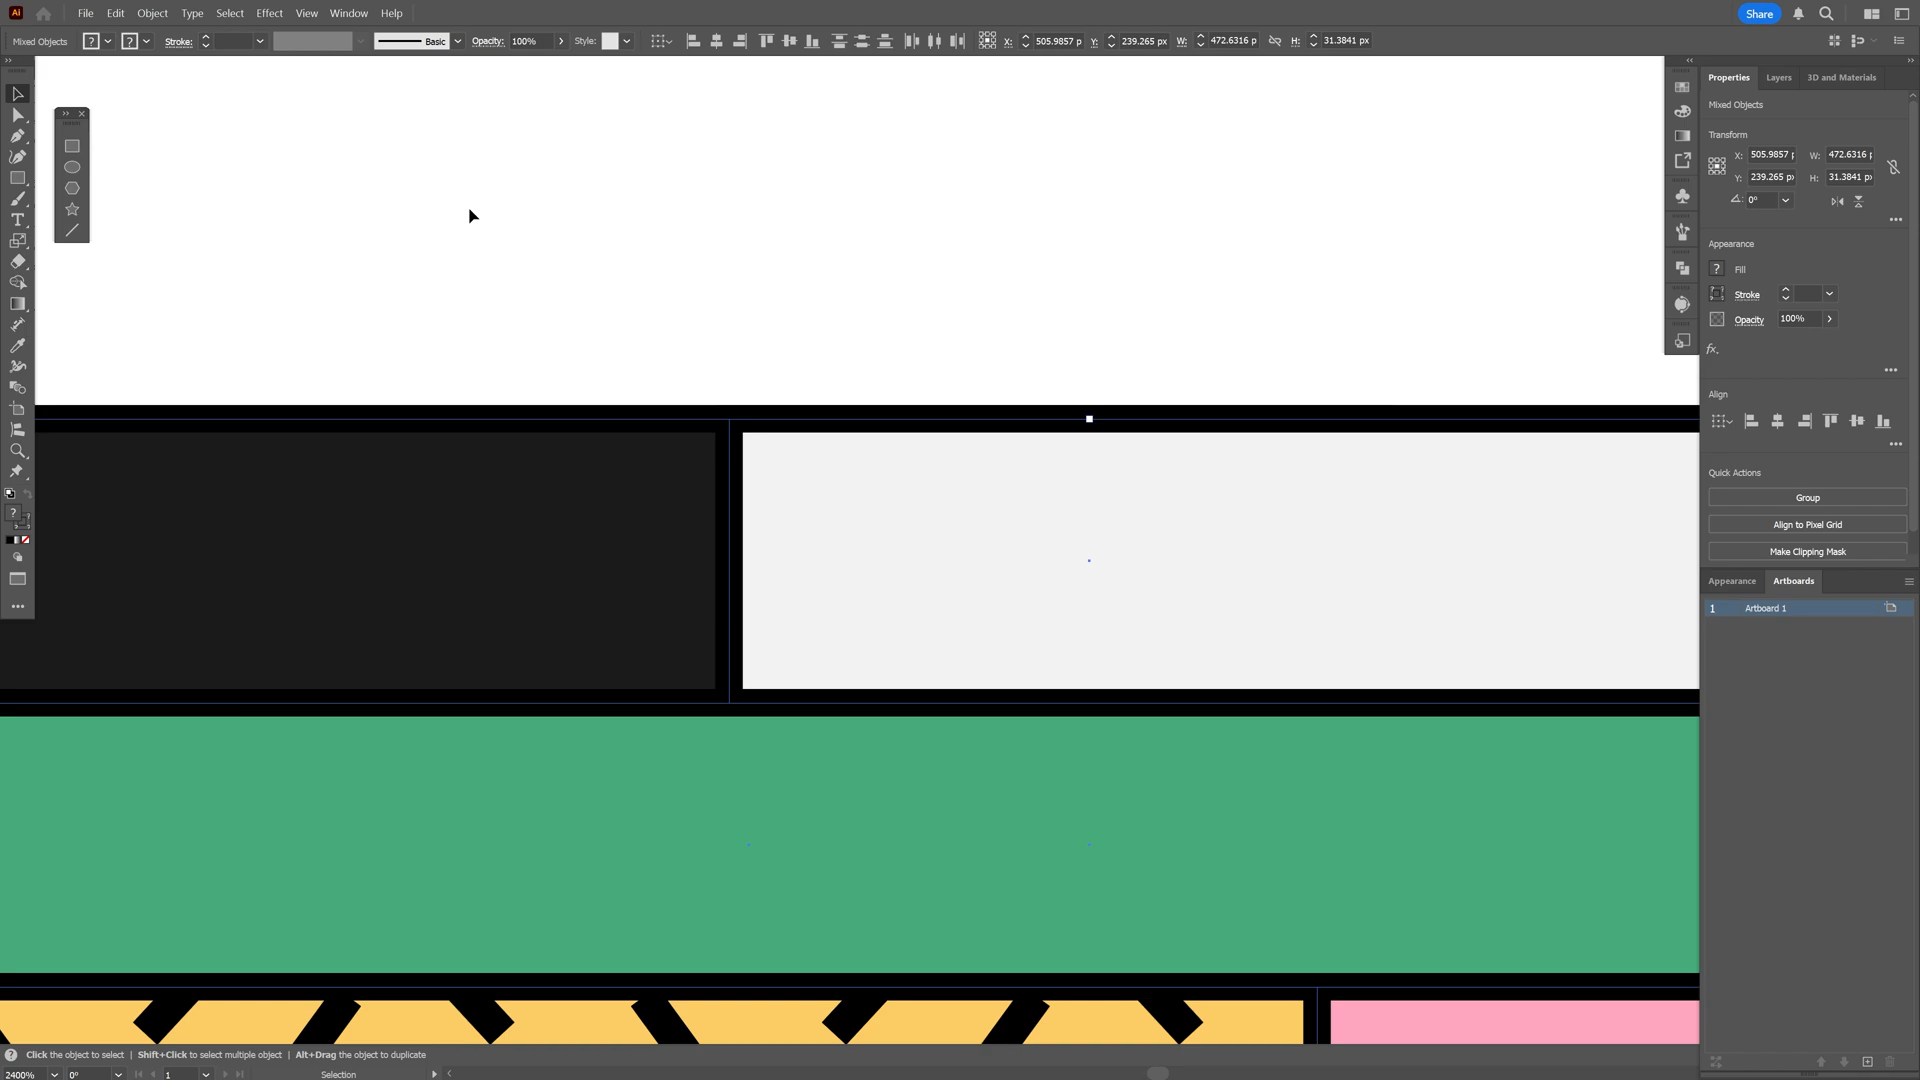 Ai File Edit Object Type Select Effect View Window Help Share
Mixed Objects ? ? Stroke: Basic Opacity: 100% Style: X: 505.9857 p Y: 239.265 px W: 472.6316 p H: 31.3841 px
Properties Layers 3D and Materials
Mixed Objects
Transform
X: 505.9857 p W: 472.6316 p
Y: 239.265 px H: 31.3841 px
0°
Appearance
? Fill
Stroke
Opacity 100%
fx.
Align
Quick Actions
Group
Align to Pixel Grid
Make Clipping Mask
Appearance Artboards
1 Artboard 1
T
?
? Click the object to select | Shift+Click to select multiple object | Alt+Drag the object to duplicate
2400% 0° 1 Selection